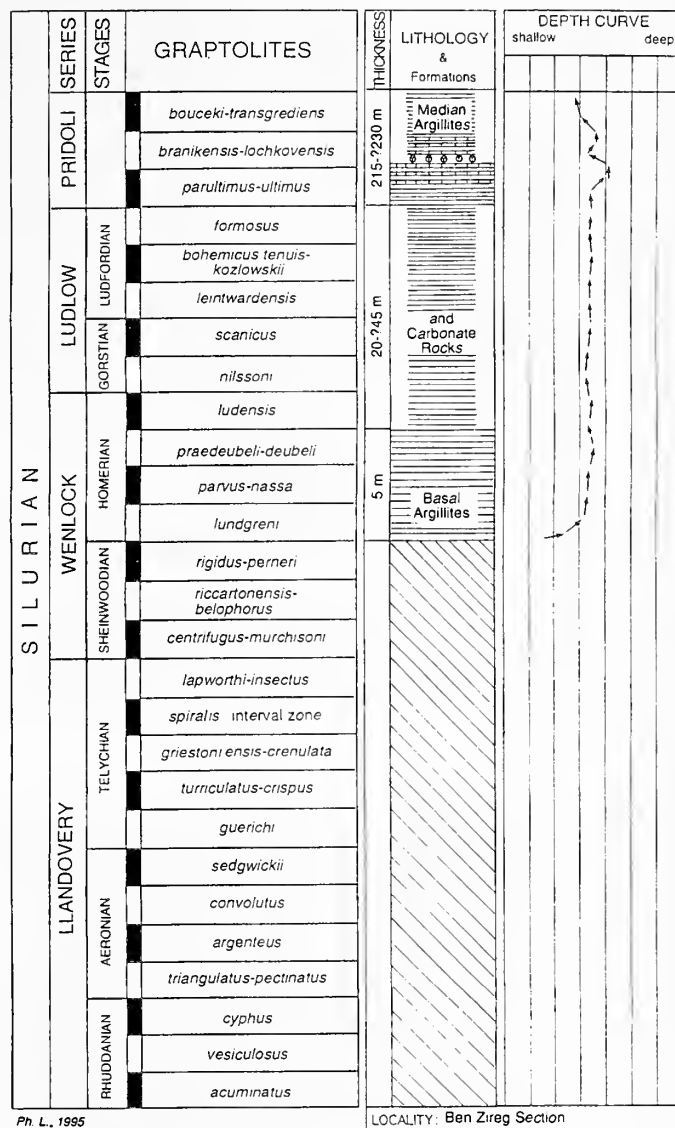 SERIES
STAGES
GRAPTOLITES
THICKNESS
LITHOLOGY
&
Formations
DEPTH CURVE
shallow
deep
SILURIAN
PRIDOLI
bouceki-transgrediens
branikensis-lochkovensis
parultimus-ultimus
215-?230 m
Median
Argillites
LUDLOW
LUDFORDIAN
formosus
bohemicus tenuis-
kozlowskii
leintwardensis
GORSTIAN
scanicus
nilssoni
20-?45 m
and
Carbonate
Rocks
WENLOCK
HOMERIAN
ludensis
praedeubeli-deubeli
parvus-nassa
lundgreni
5 m
Basal
Argillites
SHEINWOODIAN
rigidus-perneri
riccartonensis-
belophorus
centrifugus-murchisoni
LLANDOVERY
TELYCHIAN
lapworthi-insectus
spiralis interval zone
griestoniensis-crenulata
turriculatus-crispus
guerichi
AERONIAN
sedgwickii
convolutus
argenteus
triangulatus-pectinatus
RHUDDANIAN
cyphus
vesiculosus
acuminatus
Ph. L., 1995
LOCALITY: Ben Zireg Section